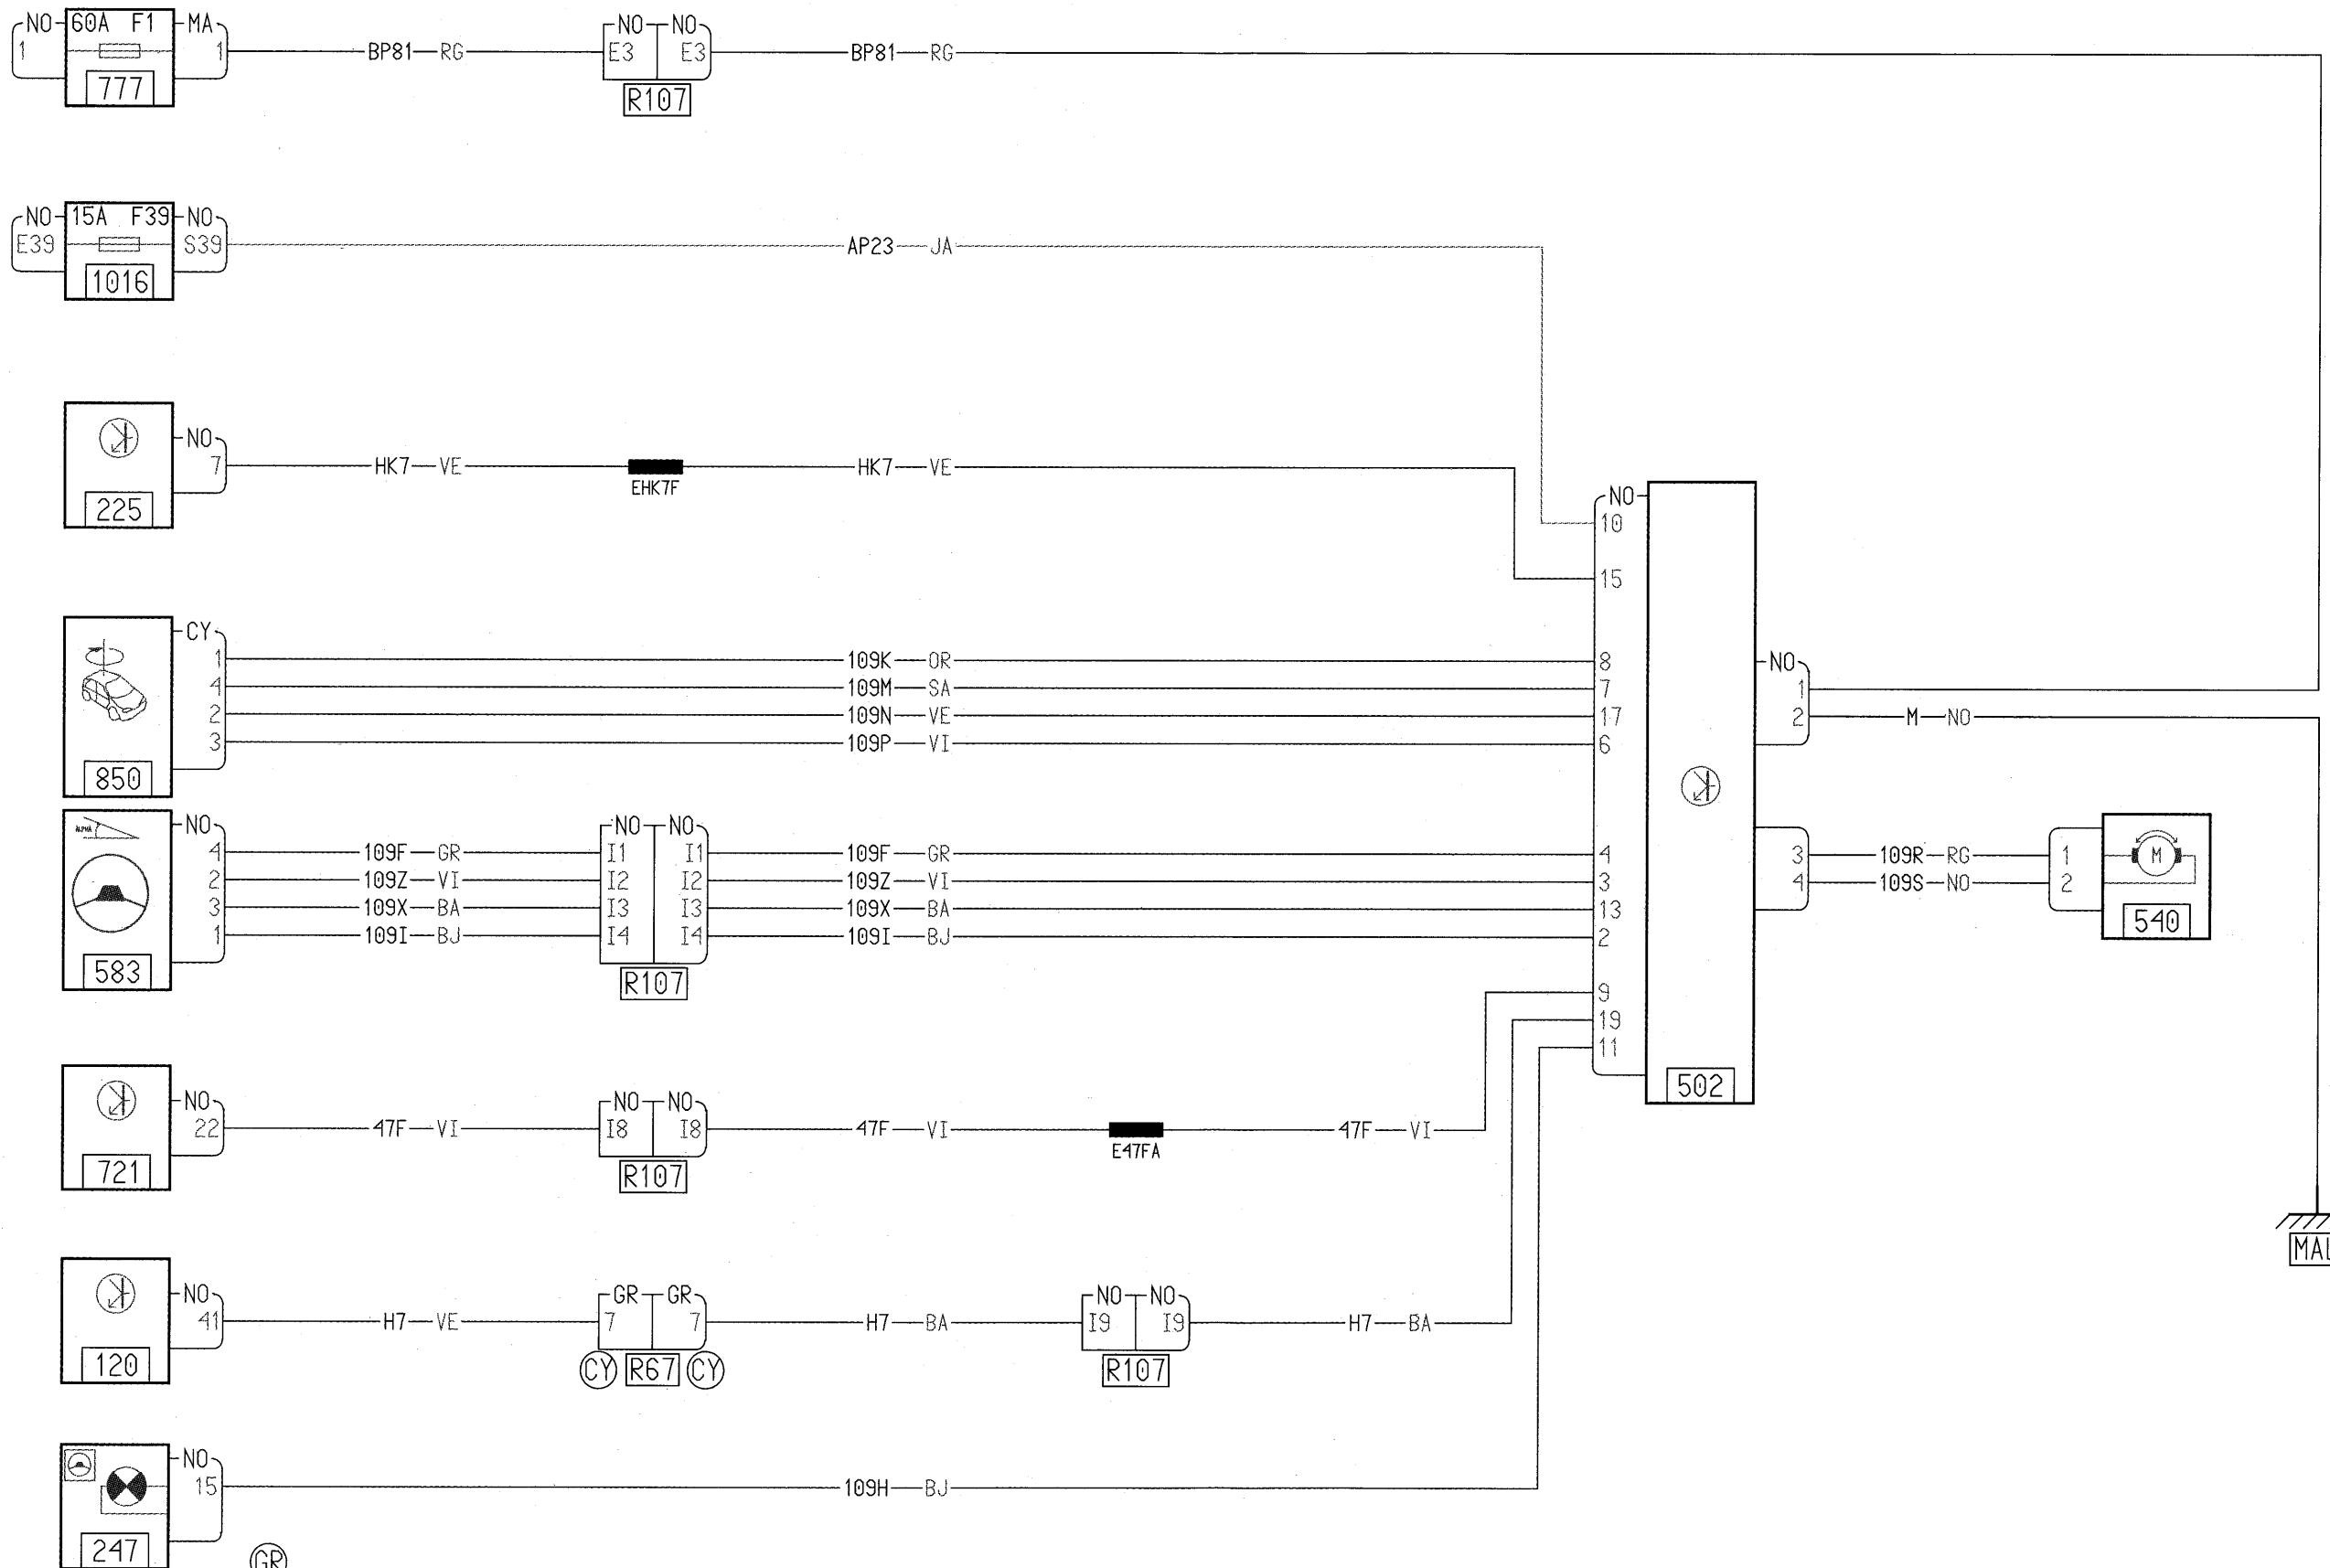 NO 60A F1 MA NO NO
1 1 BP81 RG E3 E3 BP81 RG
777 R107
NO 15A F39 NO
E39 S39 AP23 JA
1016
NO
7 HK7 VE HK7 VE
EHK7F
225
NO
10
15
CY
1 109K OR 8
4 109M SA 7
2 109N VE 17
3 109P VI 6
850
NO
1
2 M NO
NO NO NO
4 109F GR I1 I1 109F GR 4
2 109Z VI I2 I2 109Z VI 3
3 109X BA I3 I3 109X BA 13
1 109I BJ I4 I4 109I BJ 2
583 R107
3 109R RG 1 M
4 109S NO 2
540
9
19
11
502
NO NO NO
22 47F VI I8 I8 47F VI 47F VI
E47FA
721 R107
NO GR GR NO NO
41 H7 VE 7 7 H7 BA I9 I9 H7 BA
120 CY R67 CY R107
NO
15 109H BJ
247
GR